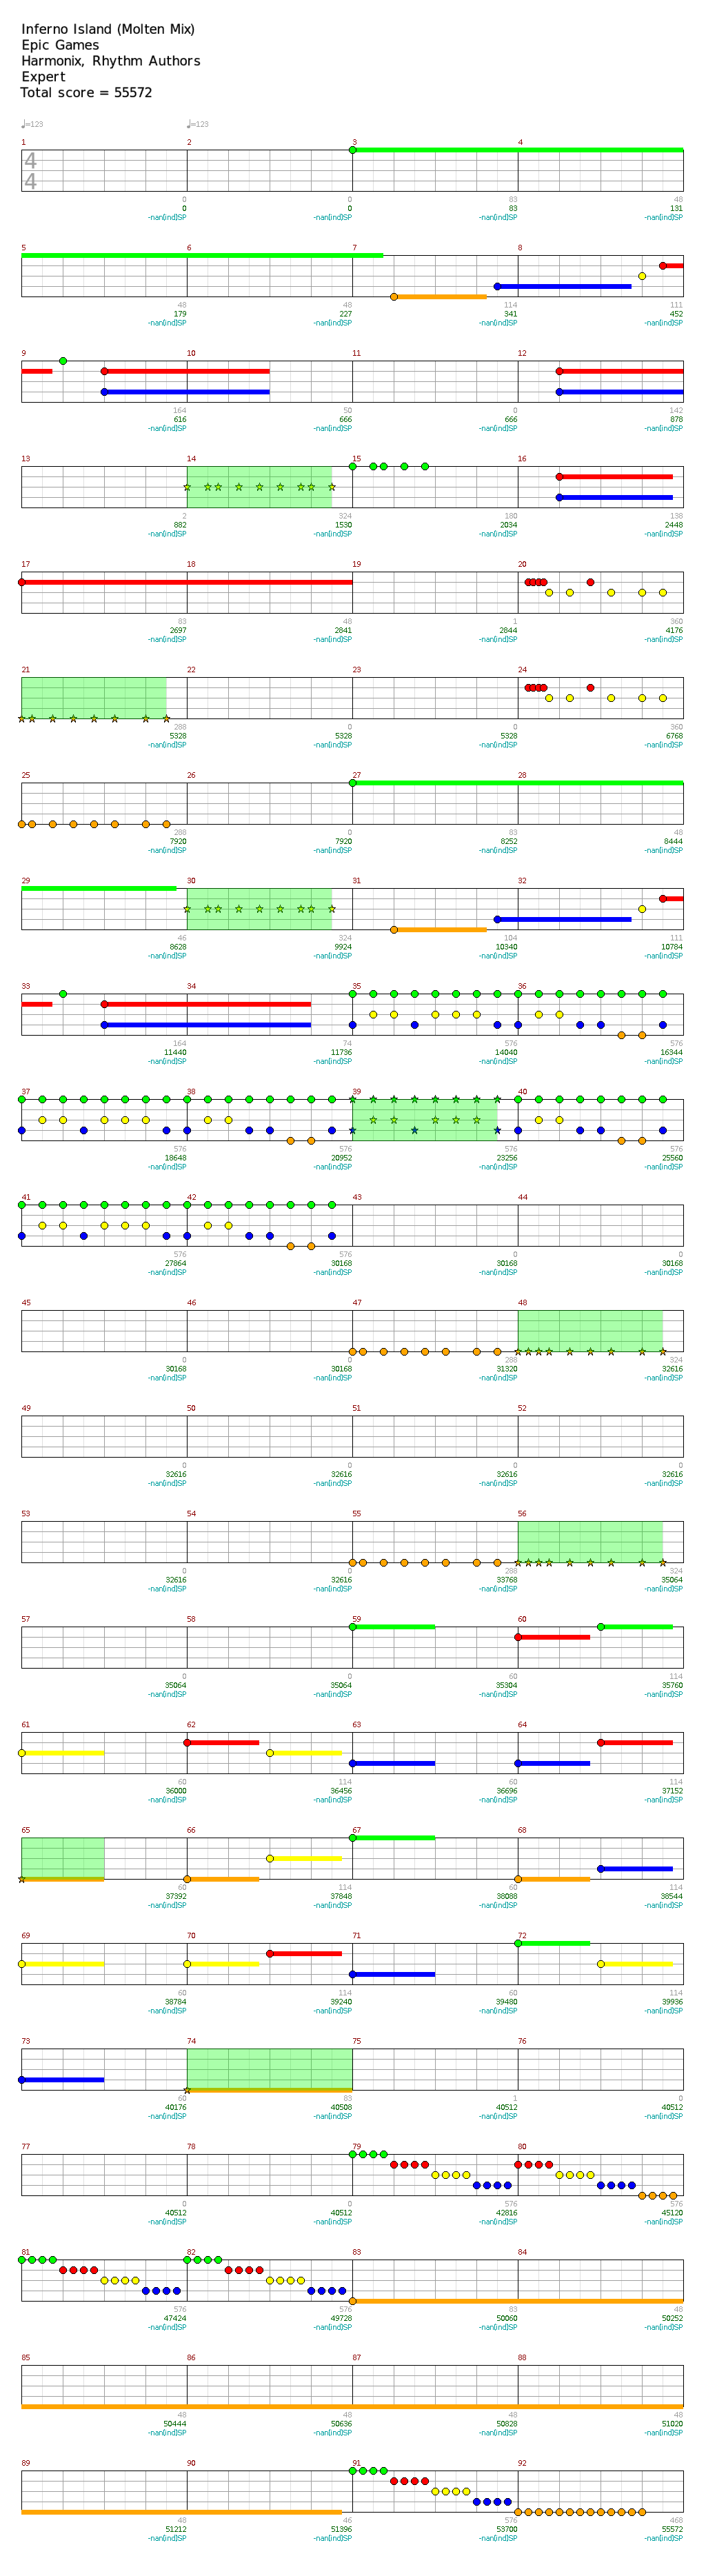 Inferno Island (Molten Mix)
Epic Games
Harmonix, Rhythm Authors
Expert
Total score = 55572
♩=123 ♩=123
1 2 3 4
4
4
0 0 83 48
0 0 83 131
-nan(ind)SP -nan(ind)SP -nan(ind)SP -nan(ind)SP
5 6 7 8
48 48 114 111
179 227 341 452
-nan(ind)SP -nan(ind)SP -nan(ind)SP -nan(ind)SP
9 10 11 12
164 50 0 142
616 666 666 878
-nan(ind)SP -nan(ind)SP -nan(ind)SP -nan(ind)SP
13 14 15 16
2 324 180 138
882 1530 2034 2448
-nan(ind)SP -nan(ind)SP -nan(ind)SP -nan(ind)SP
17 18 19 20
83 48 1 360
2697 2841 2844 4176
-nan(ind)SP -nan(ind)SP -nan(ind)SP -nan(ind)SP
21 22 23 24
288 0 0 360
5328 5328 5328 6768
-nan(ind)SP -nan(ind)SP -nan(ind)SP -nan(ind)SP
25 26 27 28
288 0 83 48
7920 7920 8252 8444
-nan(ind)SP -nan(ind)SP -nan(ind)SP -nan(ind)SP
29 30 31 32
46 324 104 111
8628 9924 10340 10784
-nan(ind)SP -nan(ind)SP -nan(ind)SP -nan(ind)SP
33 34 35 36
164 74 576 576
11440 11736 14040 16344
-nan(ind)SP -nan(ind)SP -nan(ind)SP -nan(ind)SP
37 38 39 40
576 576 576 576
18648 20952 23256 25560
-nan(ind)SP -nan(ind)SP -nan(ind)SP -nan(ind)SP
41 42 43 44
576 576 0 0
27864 30168 30168 30168
-nan(ind)SP -nan(ind)SP -nan(ind)SP -nan(ind)SP
45 46 47 48
0 0 288 324
30168 30168 31320 32616
-nan(ind)SP -nan(ind)SP -nan(ind)SP -nan(ind)SP
49 50 51 52
0 0 0 0
32616 32616 32616 32616
-nan(ind)SP -nan(ind)SP -nan(ind)SP -nan(ind)SP
53 54 55 56
0 0 288 324
32616 32616 33768 35064
-nan(ind)SP -nan(ind)SP -nan(ind)SP -nan(ind)SP
57 58 59 60
0 0 60 114
35064 35064 35304 35760
-nan(ind)SP -nan(ind)SP -nan(ind)SP -nan(ind)SP
61 62 63 64
60 114 60 114
36000 36456 36696 37152
-nan(ind)SP -nan(ind)SP -nan(ind)SP -nan(ind)SP
65 66 67 68
60 114 60 114
37392 37848 38088 38544
-nan(ind)SP -nan(ind)SP -nan(ind)SP -nan(ind)SP
69 70 71 72
60 114 60 114
38784 39240 39480 39936
-nan(ind)SP -nan(ind)SP -nan(ind)SP -nan(ind)SP
73 74 75 76
60 83 1 0
40176 40508 40512 40512
-nan(ind)SP -nan(ind)SP -nan(ind)SP -nan(ind)SP
77 78 79 80
0 0 576 576
40512 40512 42816 45120
-nan(ind)SP -nan(ind)SP -nan(ind)SP -nan(ind)SP
81 82 83 84
576 576 83 48
47424 49728 50060 50252
-nan(ind)SP -nan(ind)SP -nan(ind)SP -nan(ind)SP
85 86 87 88
48 48 48 48
50444 50636 50828 51020
-nan(ind)SP -nan(ind)SP -nan(ind)SP -nan(ind)SP
89 90 91 92
48 46 576 468
51212 51396 53700 55572
-nan(ind)SP -nan(ind)SP -nan(ind)SP -nan(ind)SP